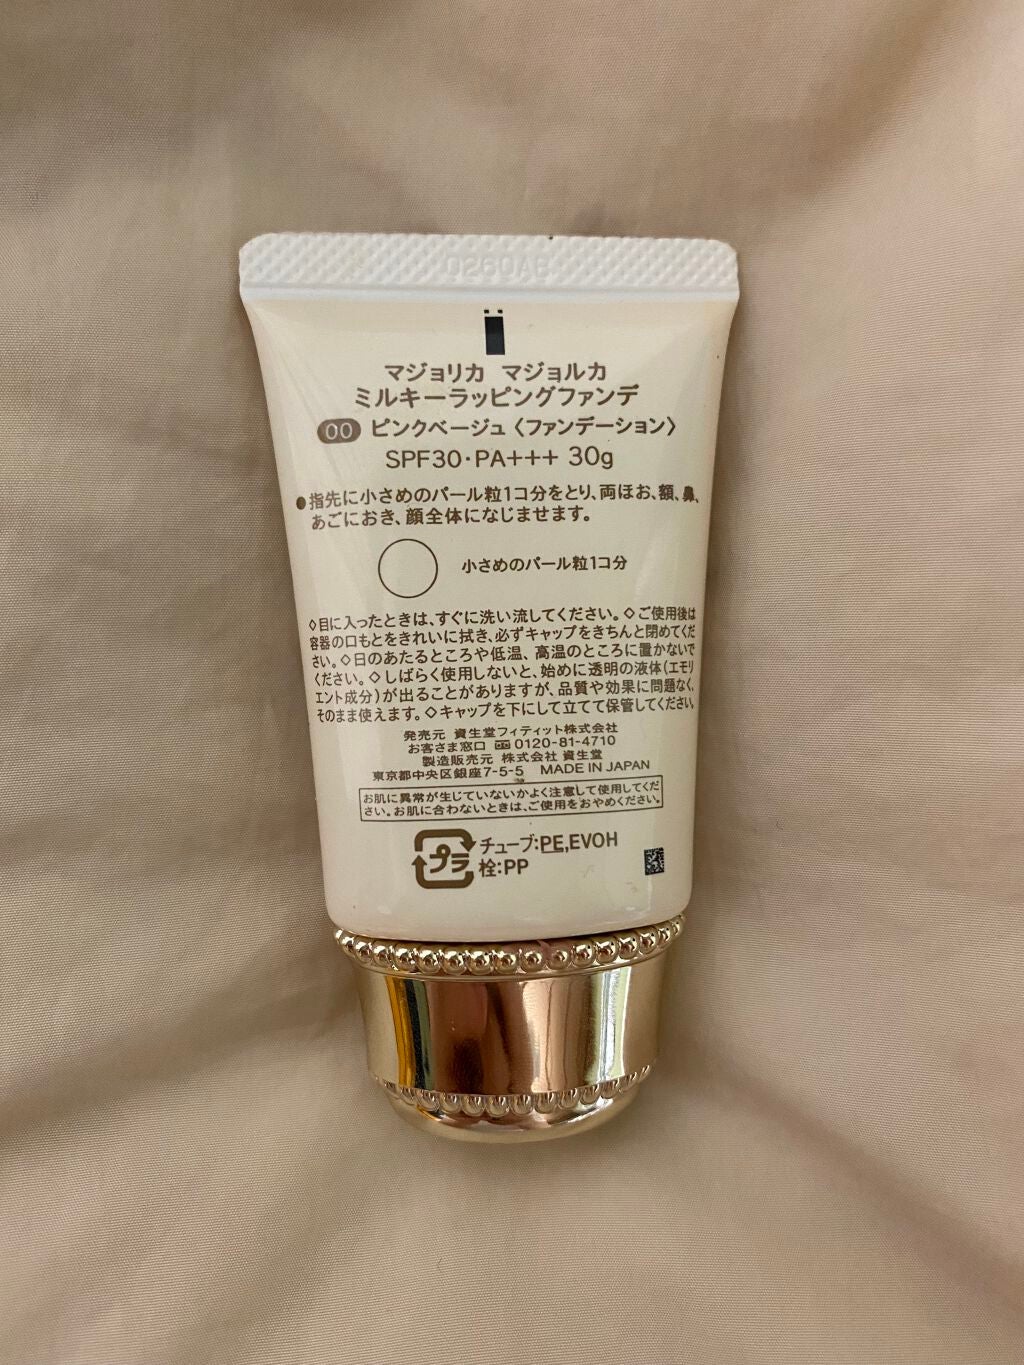 0260A6
マジョリカ マジョルカ
ミルキーラッピングファンデ
00 ピンクベージュ〈ファンデーション〉
SPF30・PA+++ 30g
●指先に小さめのパール粒1コ分をとり、両ほお、額、鼻、
あごにおき、顔全体になじませます。
小さめのパール粒1コ分
◇目に入ったときは、すぐに洗い流してください。◇ご使用後は
容器の口もとをきれいに拭き、必ずキャップをきちんと閉めてくだ
さい。◇日のあたるところや低温、高温のところに置かないで
ください。◇しばらく使用しないと、始めに透明の液体(エモリ
エント成分)が出ることがありますが、品質や効果に問題なく、
そのまま使えます。◇キャップを下にして立てて保管してください。
発売元 資生堂フィティット株式会社
お客さま窓口 0120-81-4710
製造販売元 株式会社 資生堂
東京都中央区銀座7-5-5 MADE IN JAPAN
お肌に異常が生じていないかよく注意して使用してくだ
さい。お肌に合わないときは、ご使用をおやめください。
プラ チューブ:PE,EVOH
栓:PP